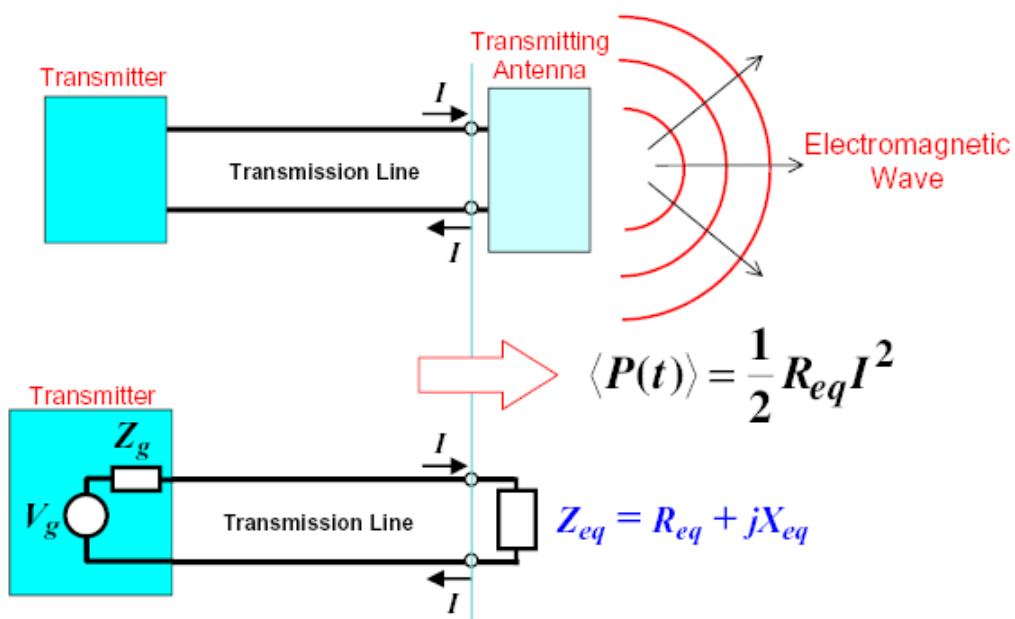 Transmitting
Antenna
Transmitter
I
Transmission Line
I
Electromagnetic
Wave
⟨P(t)⟩ = 1/2 R_eq I^2
Transmitter
Z_g
I
V_g
Transmission Line
Z_eq = R_eq + jX_eq
I